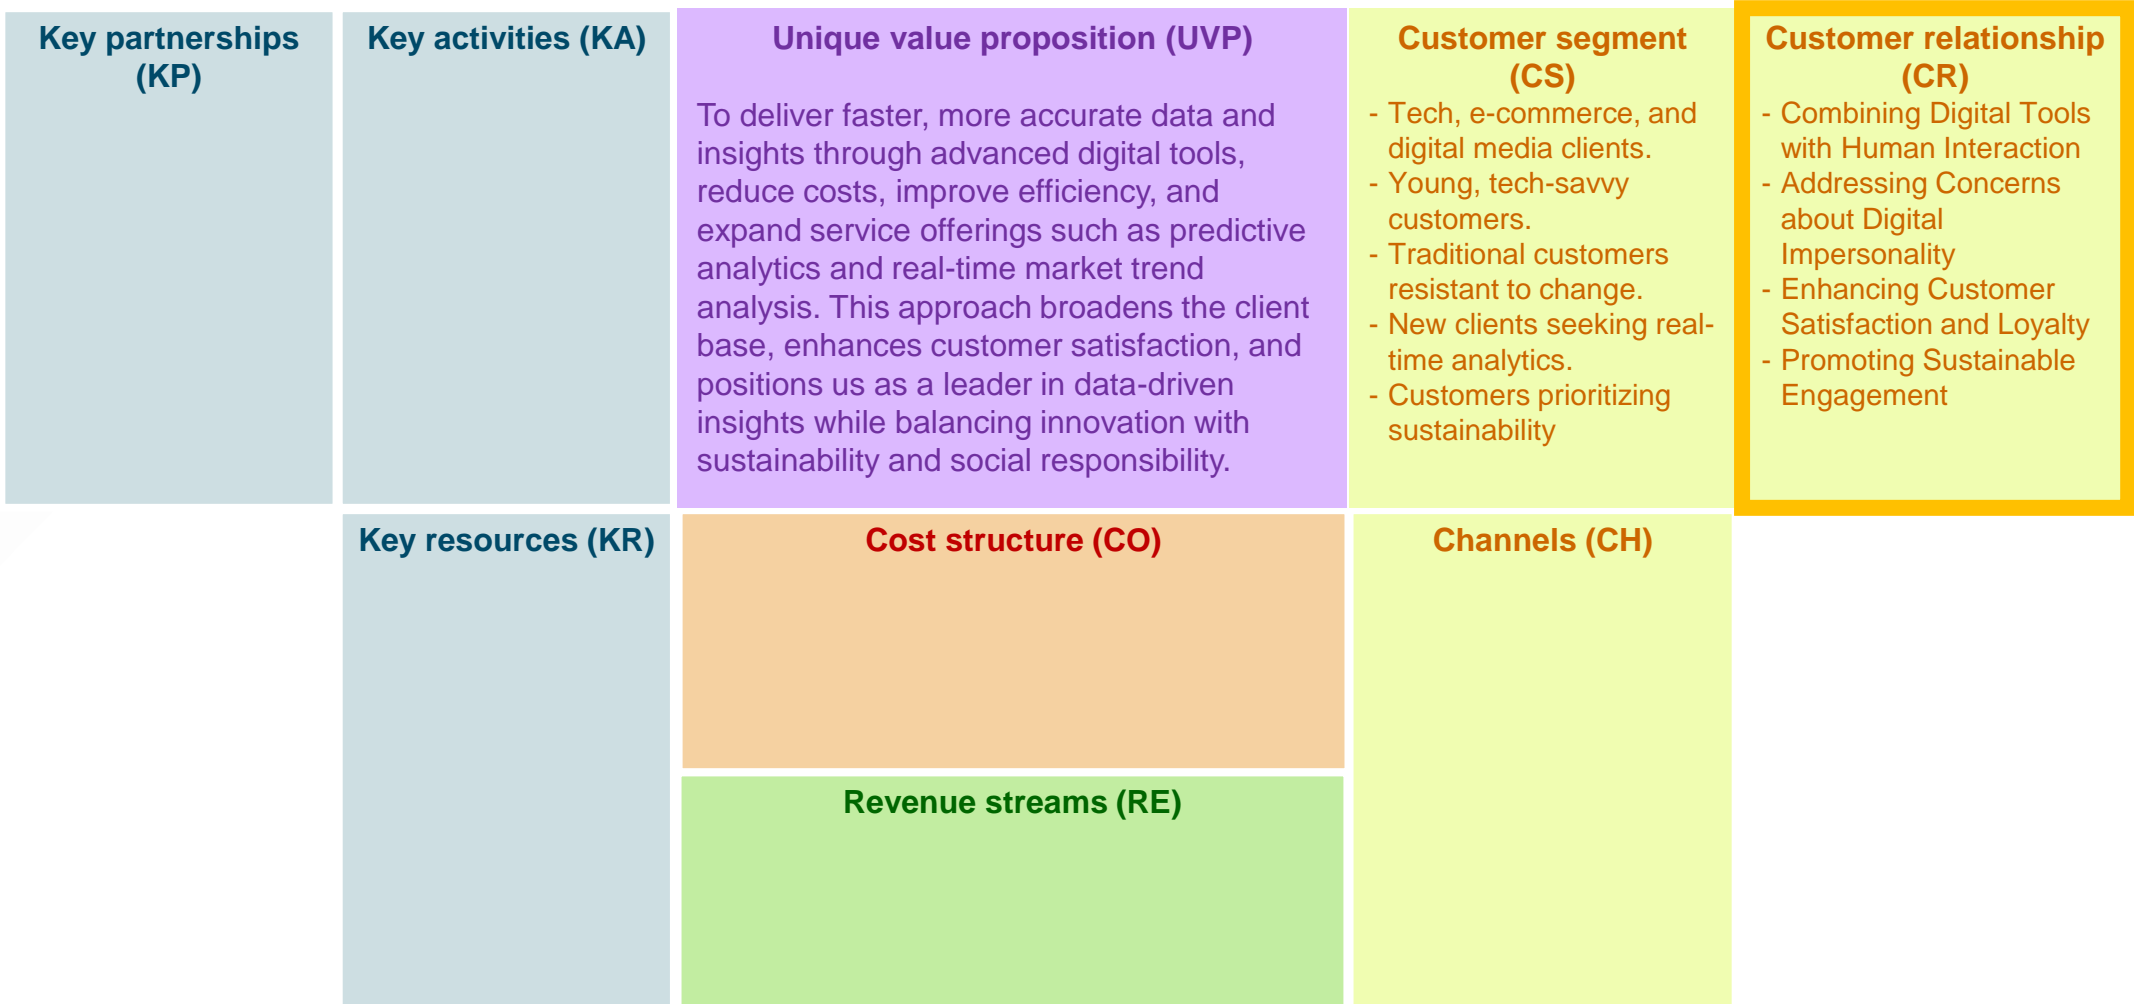 Key partnerships
(KP)
Key activities (KA)
Unique value proposition (UVP)
To deliver faster, more accurate data and
insights through advanced digital tools,
reduce costs, improve efficiency, and
expand service offerings such as predictive
analytics and real-time market trend
analysis. This approach broadens the client
base, enhances customer satisfaction, and
positions us as a leader in data-driven
insights while balancing innovation with
sustainability and social responsibility.
Customer segment
(CS)
- Tech, e-commerce, and
digital media clients.
- Young, tech-savvy
customers.
- Traditional customers
resistant to change.
- New clients seeking real-
time analytics.
- Customers prioritizing
sustainability
Customer relationship
(CR)
- Combining Digital Tools
with Human Interaction
- Addressing Concerns
about Digital
Impersonality
- Enhancing Customer
Satisfaction and Loyalty
- Promoting Sustainable
Engagement
Key resources (KR)
Cost structure (CO)
Revenue streams (RE)
Channels (CH)